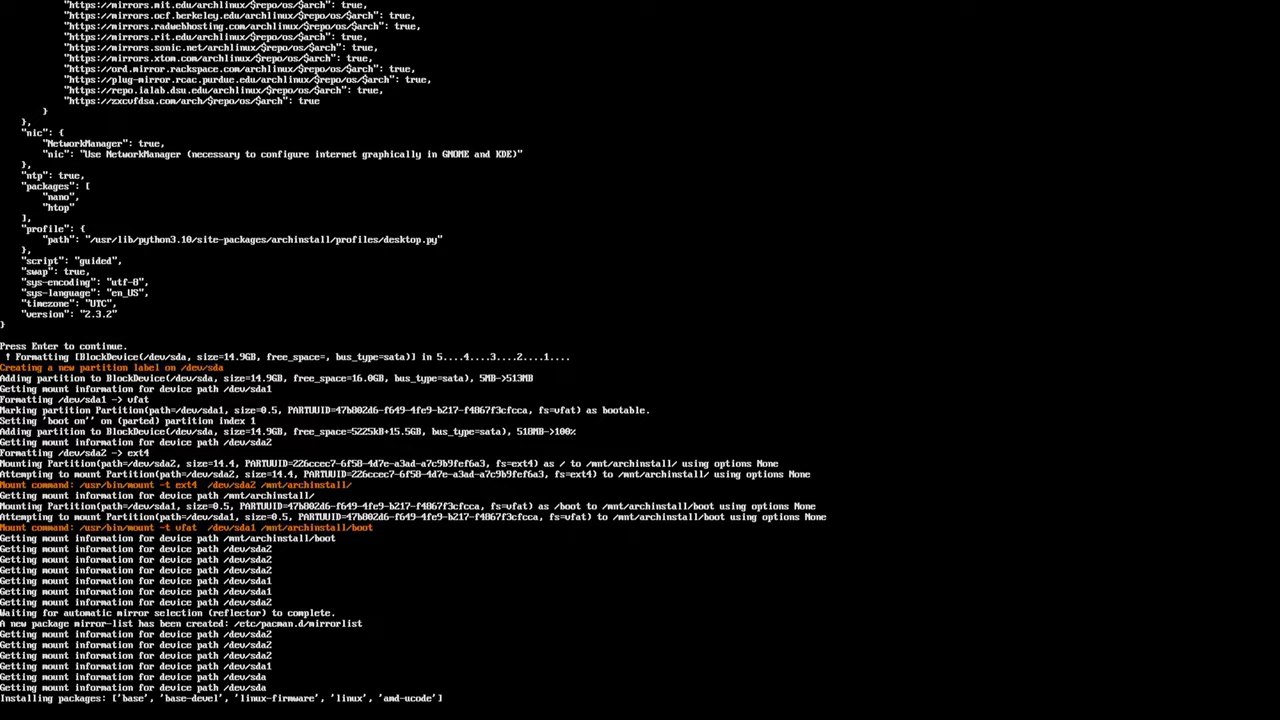 "https://mirrors.mit.edu/archlinux/$repo/os/$arch": true,
"https://mirrors.ocf.berkeley.edu/archlinux/$repo/os/$arch": true,
"https://mirrors.radwebhosting.com/archlinux/$repo/os/$arch": true,
"https://mirrors.rit.edu/archlinux/$repo/os/$arch": true,
"https://mirrors.sonic.net/archlinux/$repo/os/$arch": true,
"https://mirrors.xtom.com/archlinux/$repo/os/$arch": true,
"https://ord.mirror.rackspace.com/archlinux/$repo/os/$arch": true,
"https://plug-mirror.rcac.purdue.edu/archlinux/$repo/os/$arch": true,
"https://repo.ialab.dsu.edu/archlinux/$repo/os/$arch": true,
"https://zxcvfdsa.com/arch/$repo/os/$arch": true
}
},
"nic": {
"NetworkManager": true,
"nic": "Use NetworkManager (necessary to configure internet graphically in GNOME and KDE)"
},
"ntp": true,
"packages": [
"nano",
"htop"
],
"profile": {
"path": "/usr/lib/python3.10/site-packages/archinstall/profiles/desktop.py"
},
"script": "guided",
"swap": true,
"sys-encoding": "utf-8",
"sys-language": "en_US",
"timezone": "UTC",
"version": "2.3.2"
}
Press Enter to continue.
! Formatting [BlockDevice(/dev/sda, size=14.9GB, free_space=, bus_type=sata)] in 5....4....3....2....1....
Creating a new partition label on /dev/sda
Adding partition to BlockDevice(/dev/sda, size=14.9GB, free_space=16.0GB, bus_type=sata), 5MB->513MB
Getting mount information for device path /dev/sda1
Formatting /dev/sda1 -> vfat
Marking partition Partition(path=/dev/sda1, size=0.5, PARTUUID=47b802d6-f649-4fe9-b217-f4867f3cfcca, fs=vfat) as bootable.
Setting 'boot on'' on (parted) partition index 1
Adding partition to BlockDevice(/dev/sda, size=14.9GB, free_space=5225kB+15.5GB, bus_type=sata), 518MB->100%
Getting mount information for device path /dev/sda2
Formatting /dev/sda2 -> ext4
Mounting Partition(path=/dev/sda2, size=14.4, PARTUUID=226ccec7-6f58-4d7e-a3ad-a7c9b9fef6a3, fs=ext4) as / to /mnt/archinstall/ using options None
Attempting to mount Partition(path=/dev/sda2, size=14.4, PARTUUID=226ccec7-6f58-4d7e-a3ad-a7c9b9fef6a3, fs=ext4) to /mnt/archinstall/ using options None
Mount command: /usr/bin/mount -t ext4  /dev/sda2 /mnt/archinstall/
Getting mount information for device path /mnt/archinstall/
Mounting Partition(path=/dev/sda1, size=0.5, PARTUUID=47b802d6-f649-4fe9-b217-f4867f3cfcca, fs=vfat) as /boot to /mnt/archinstall/boot using options None
Attempting to mount Partition(path=/dev/sda1, size=0.5, PARTUUID=47b802d6-f649-4fe9-b217-f4867f3cfcca, fs=vfat) to /mnt/archinstall/boot using options None
Mount command: /usr/bin/mount -t vfat  /dev/sda1 /mnt/archinstall/boot
Getting mount information for device path /mnt/archinstall/boot
Getting mount information for device path /dev/sda2
Getting mount information for device path /dev/sda2
Getting mount information for device path /dev/sda2
Getting mount information for device path /dev/sda1
Getting mount information for device path /dev/sda1
Getting mount information for device path /dev/sda2
Waiting for automatic mirror selection (reflector) to complete.
A new package mirror-list has been created: /etc/pacman.d/mirrorlist
Getting mount information for device path /dev/sda2
Getting mount information for device path /dev/sda2
Getting mount information for device path /dev/sda2
Getting mount information for device path /dev/sda1
Getting mount information for device path /dev/sda
Getting mount information for device path /dev/sda
Installing packages: ['base', 'base-devel', 'linux-firmware', 'linux', 'amd-ucode']